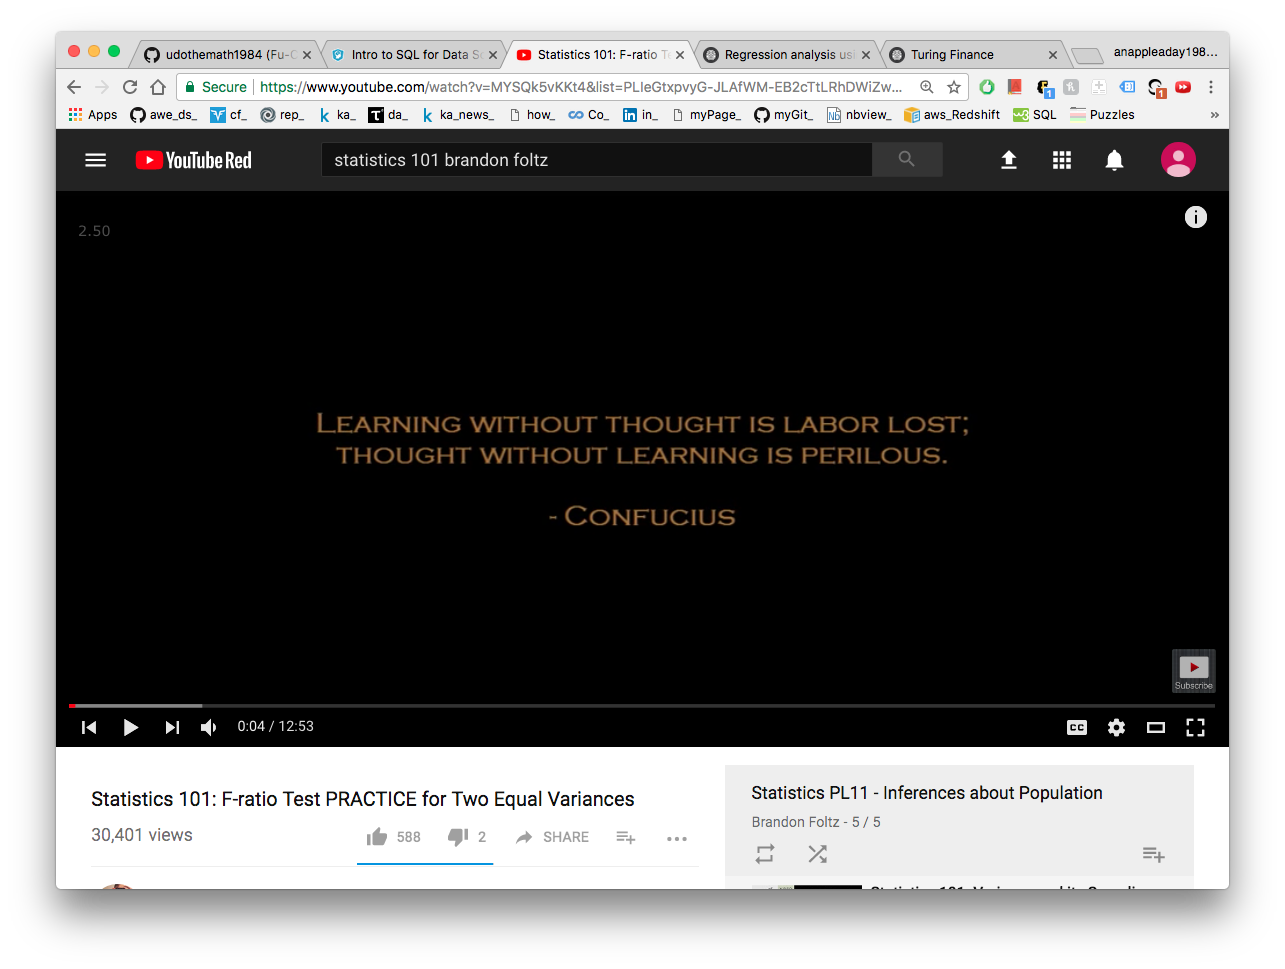 udothemath1984 (Fu-C
Intro to SQL for Data Sc
Statistics 101: F-ratio Te
Regression analysis usi
Turing Finance
anappleaday198...
Secure
https://www.youtube.com/watch?v=MYSQk5vKKt4&list=PLIeGtxpvyG-JLAfWM-EB2cTtLRhDWiZw...
Apps awe_ds_ cf_ rep_ ka_ da_ ka_news_ how_ Co_ in_ myPage_ myGit_ nbview_ aws_Redshift SQL Puzzles »
YouTube Red
statistics 101 brandon foltz
2.50
LEARNING WITHOUT THOUGHT IS LABOR LOST;
THOUGHT WITHOUT LEARNING IS PERILOUS.
- CONFUCIUS
Subscribe
0:04 / 12:53
CC
Statistics 101: F-ratio Test PRACTICE for Two Equal Variances
30,401 views
588
2
SHARE
Statistics PL11 - Inferences about Population
Brandon Foltz - 5 / 5